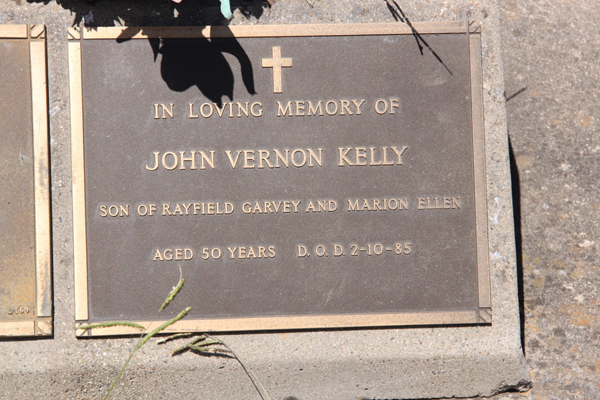 IN LOVING MEMORY OF
JOHN VERNON KELLY
SON OF RAYFIELD GARVEY AND MARION ELLEN
AGED 50 YEARS D.O.D. 2-10-85